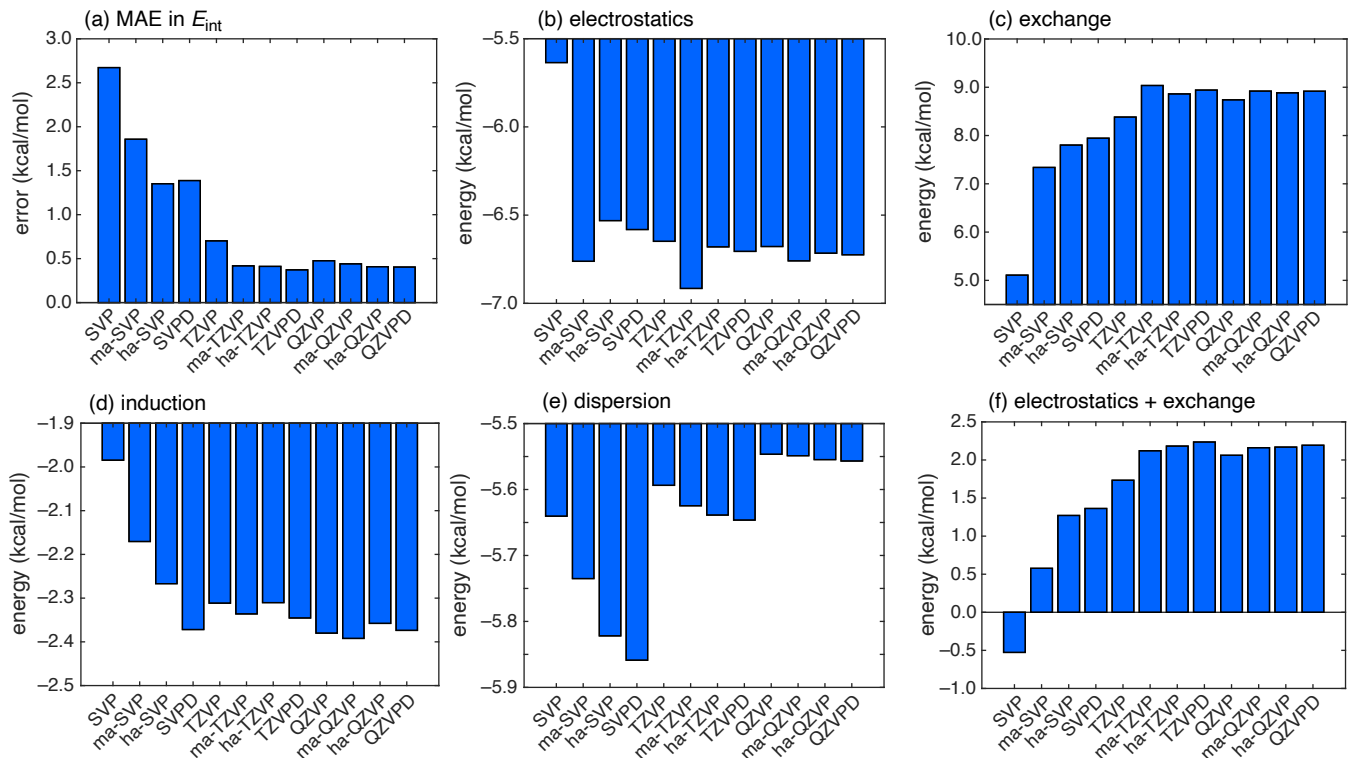 (a) MAE in Eint
error (kcal/mol)
3.0
2.5
2.0
1.5
1.0
0.5
0.0
SVP
ma-SVP
ha-SVP
SVPD
TZVP
ma-TZVP
ha-TZVP
TZVPD
QZVP
ma-QZVP
ha-QZVP
QZVPD
(b) electrostatics
energy (kcal/mol)
−5.5
−6.0
−6.5
−7.0
SVP
ma-SVP
ha-SVP
SVPD
TZVP
ma-TZVP
ha-TZVP
TZVPD
QZVP
ma-QZVP
ha-QZVP
QZVPD
(c) exchange
energy (kcal/mol)
10.0
9.0
8.0
7.0
6.0
5.0
SVP
ma-SVP
ha-SVP
SVPD
TZVP
ma-TZVP
ha-TZVP
TZVPD
QZVP
ma-QZVP
ha-QZVP
QZVPD
(d) induction
energy (kcal/mol)
−1.9
−2.0
−2.1
−2.2
−2.3
−2.4
−2.5
SVP
ma-SVP
ha-SVP
SVPD
TZVP
ma-TZVP
ha-TZVP
TZVPD
QZVP
ma-QZVP
ha-QZVP
QZVPD
(e) dispersion
energy (kcal/mol)
−5.5
−5.6
−5.7
−5.8
−5.9
SVP
ma-SVP
ha-SVP
SVPD
TZVP
ma-TZVP
ha-TZVP
TZVPD
QZVP
ma-QZVP
ha-QZVP
QZVPD
(f) electrostatics + exchange
energy (kcal/mol)
2.5
2.0
1.5
1.0
0.5
0.0
−0.5
−1.0
SVP
ma-SVP
ha-SVP
SVPD
TZVP
ma-TZVP
ha-TZVP
TZVPD
QZVP
ma-QZVP
ha-QZVP
QZVPD